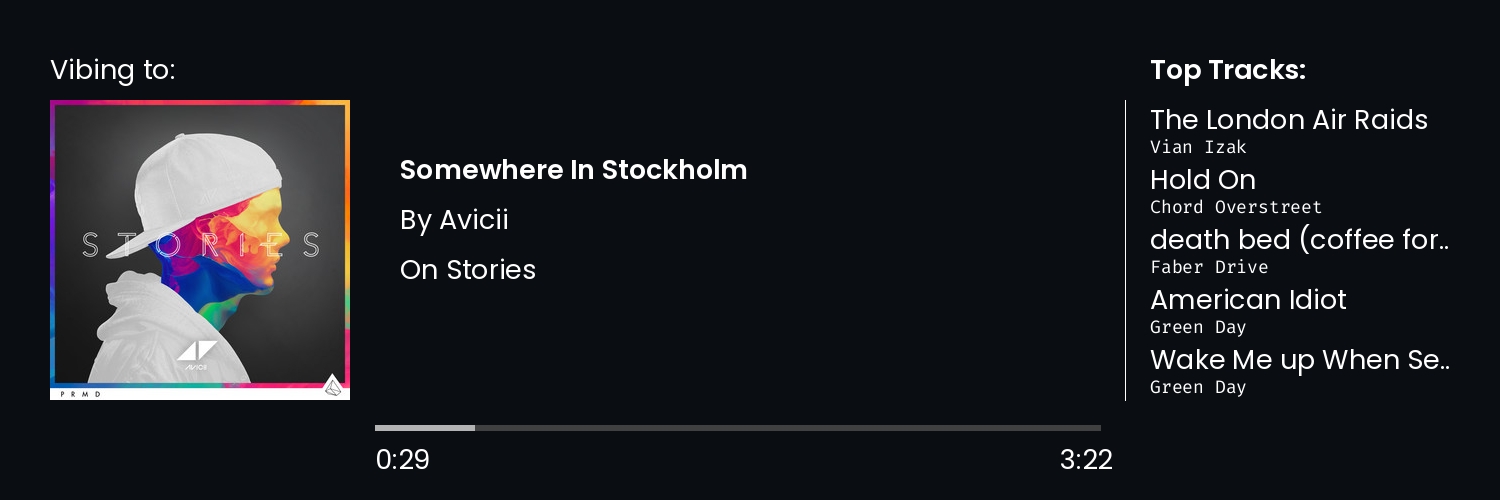 Vibing to:
STORIES
AVICII
PRMD
Somewhere In Stockholm
By Avicii
On Stories
0:29
3:22
Top Tracks:
The London Air Raids
Vian Izak
Hold On
Chord Overstreet
death bed (coffee for..
Faber Drive
American Idiot
Green Day
Wake Me up When Se..
Green Day